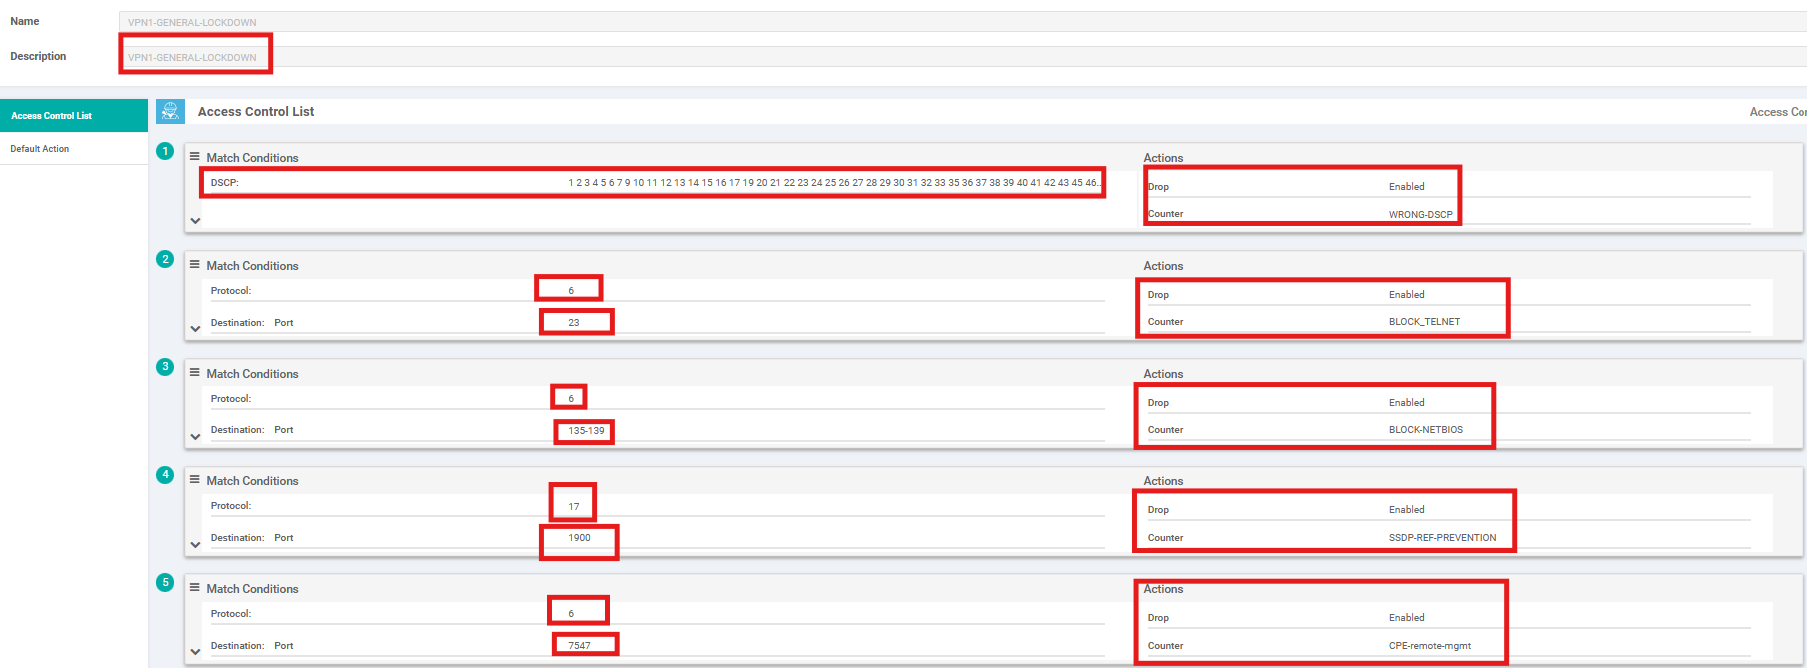 Name VPN1-GENERAL-LOCKDOWN
Description VPN1-GENERAL-LOCKDOWN
Access Control List
Default Action
Access Control List Access Cor
1 Match Conditions Actions
DSCP: 1 2 3 4 5 6 7 9 10 11 12 13 14 15 16 17 19 20 21 22 23 24 25 26 27 28 29 30 31 32 33 35 36 37 38 39 40 41 42 43 45 46.. Drop Enabled
Counter WRONG-DSCP
2 Match Conditions Actions
Protocol: 6 Drop Enabled
Destination: Port 23 Counter BLOCK_TELNET
3 Match Conditions Actions
Protocol: 6 Drop Enabled
Destination: Port 135-139 Counter BLOCK-NETBIOS
4 Match Conditions Actions
Protocol: 17 Drop Enabled
Destination: Port 1900 Counter SSDP-REF-PREVENTION
5 Match Conditions Actions
Protocol: 6 Drop Enabled
Destination: Port 7547 Counter CPE-remote-mgmt